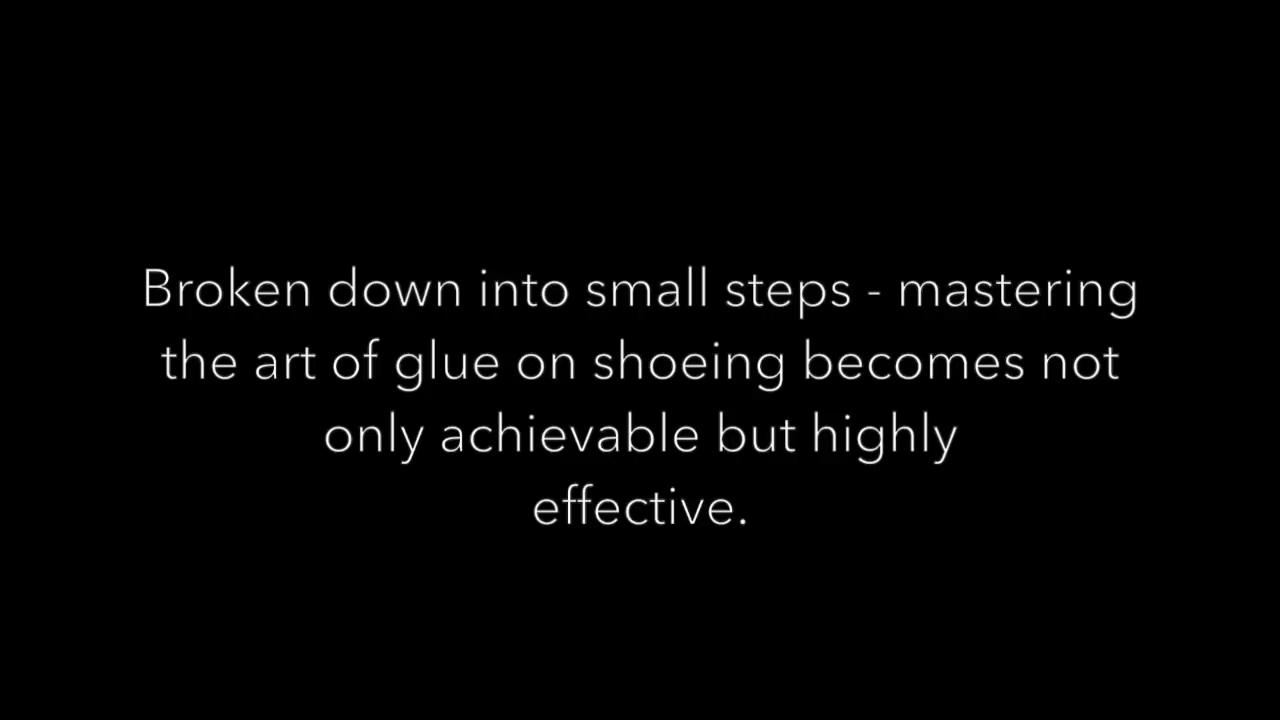 Broken down into small steps - mastering
the art of glue on shoeing becomes not
only achievable but highly
effective.